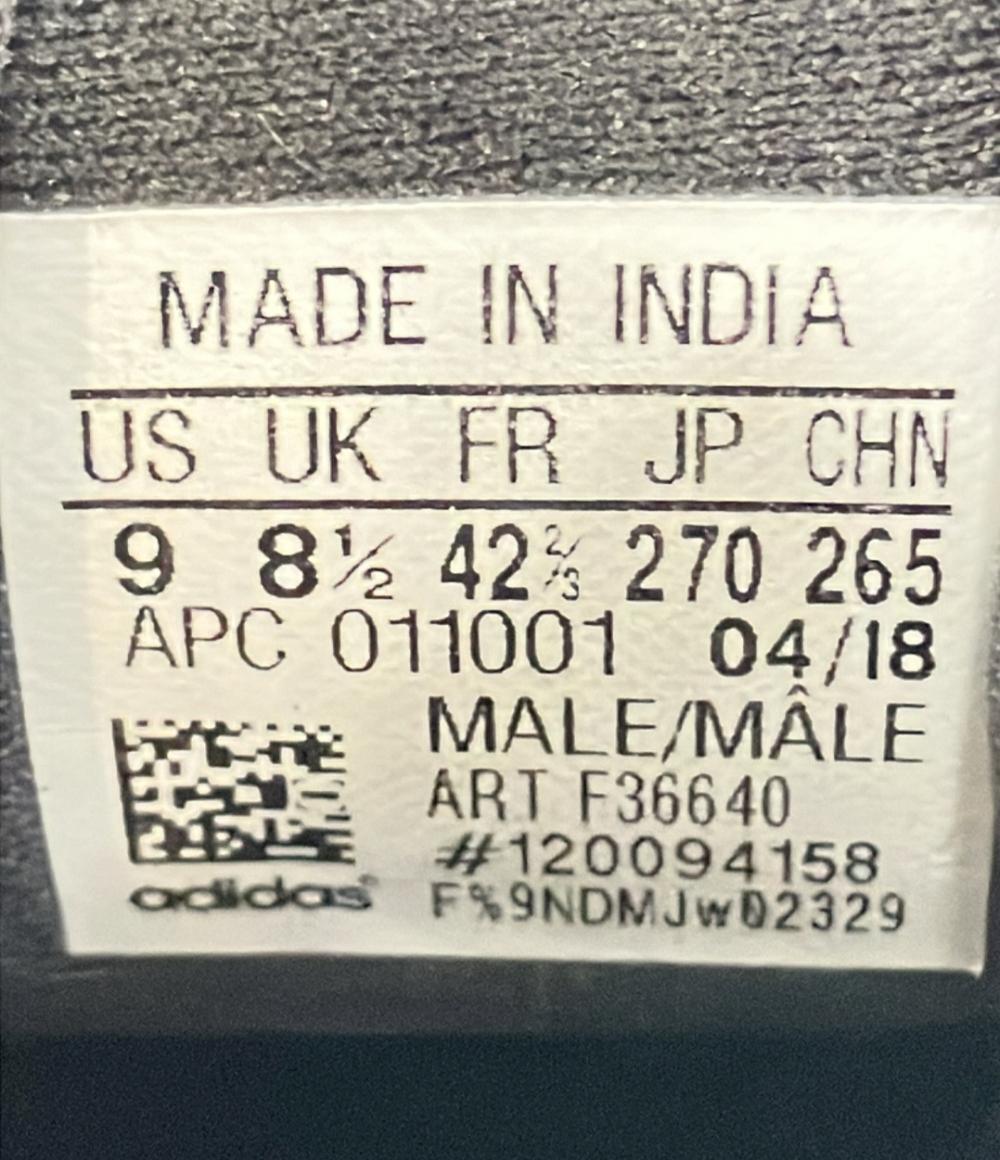 MADE IN INDIA
US UK FR JP CHN
9 8½ 42⅔ 270 265
APC 011001 04/18
MALE/MÂLE
ART F36640
#120094158
adidas
F%9NDMJw02329